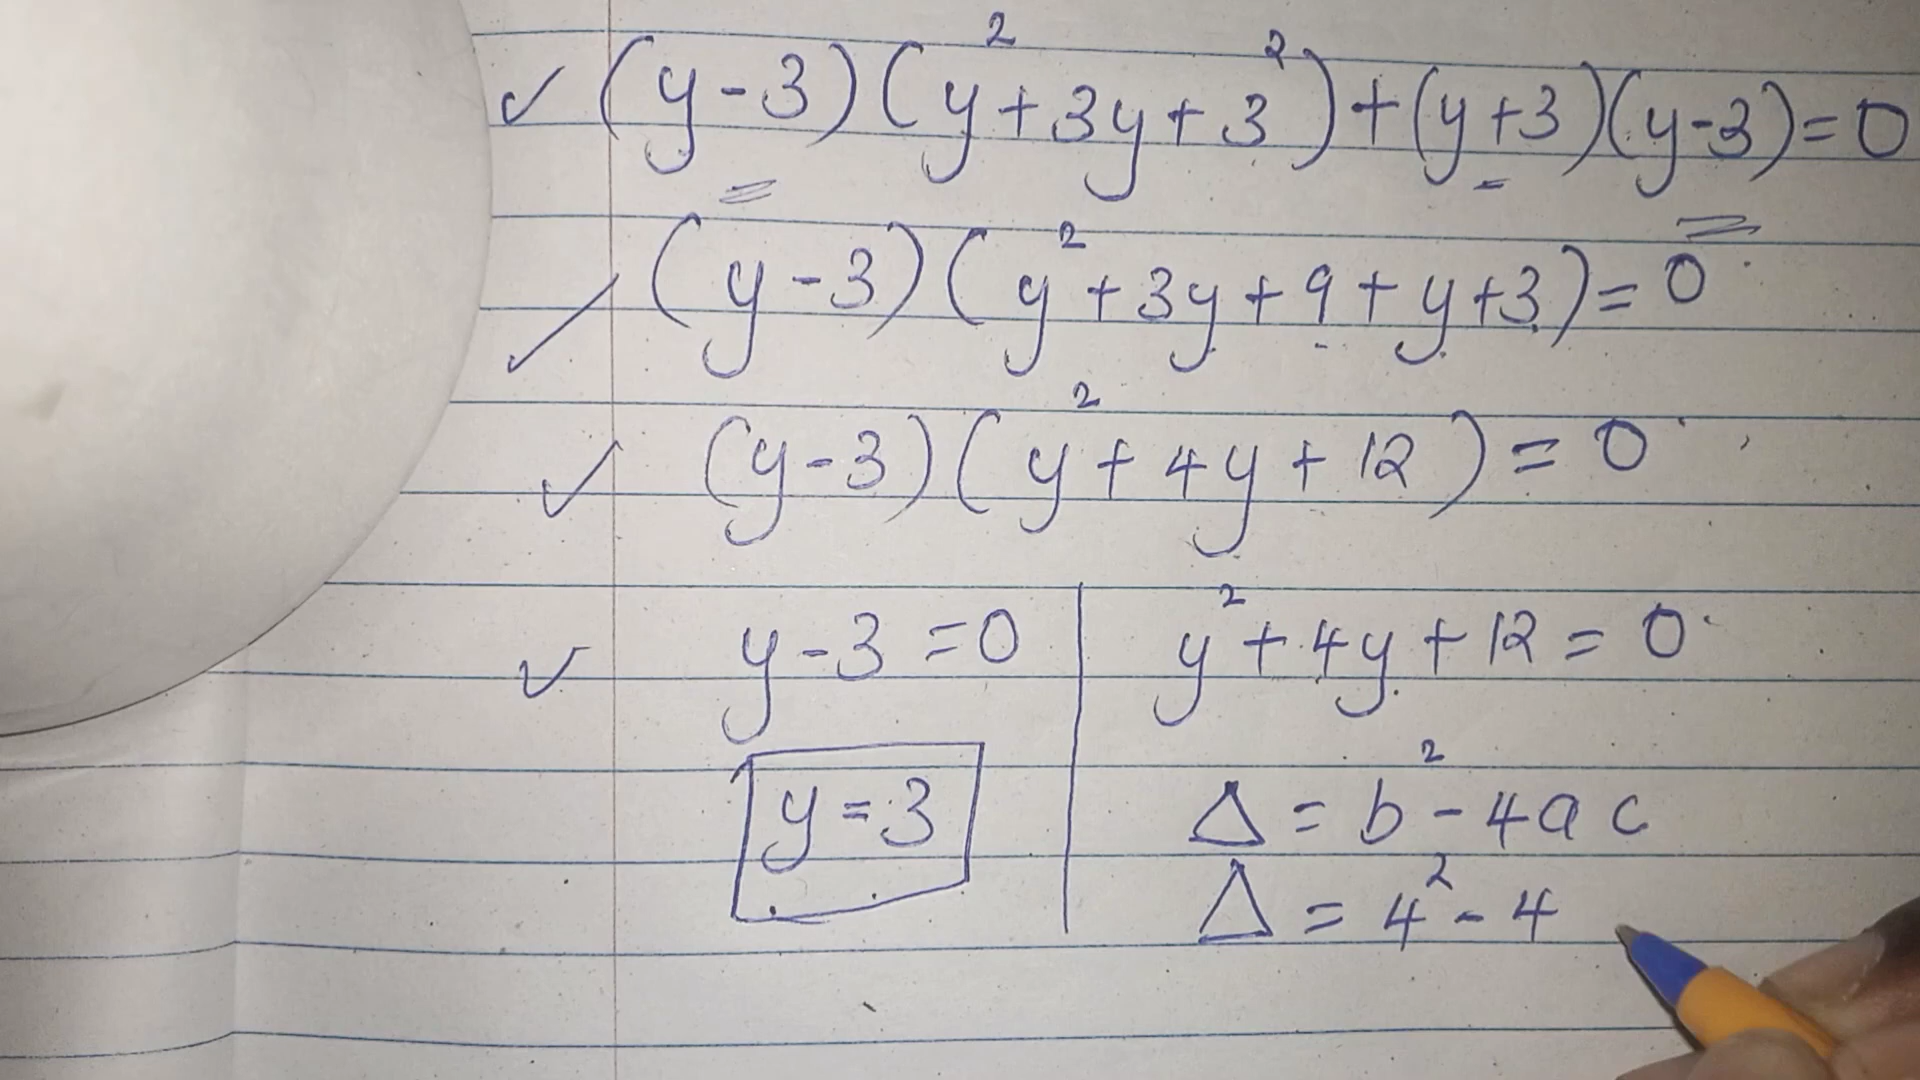 ✓ (y-3)(y²+3y+3²)+(y+3)(y-3)=0
✓ (y-3)(y²+3y+9+y+3)=0
✓ (y-3)(y²+4y+12)=0
✓ y-3=0 | y²+4y+12=0
y=3
Δ=b²-4ac
Δ=4²-4